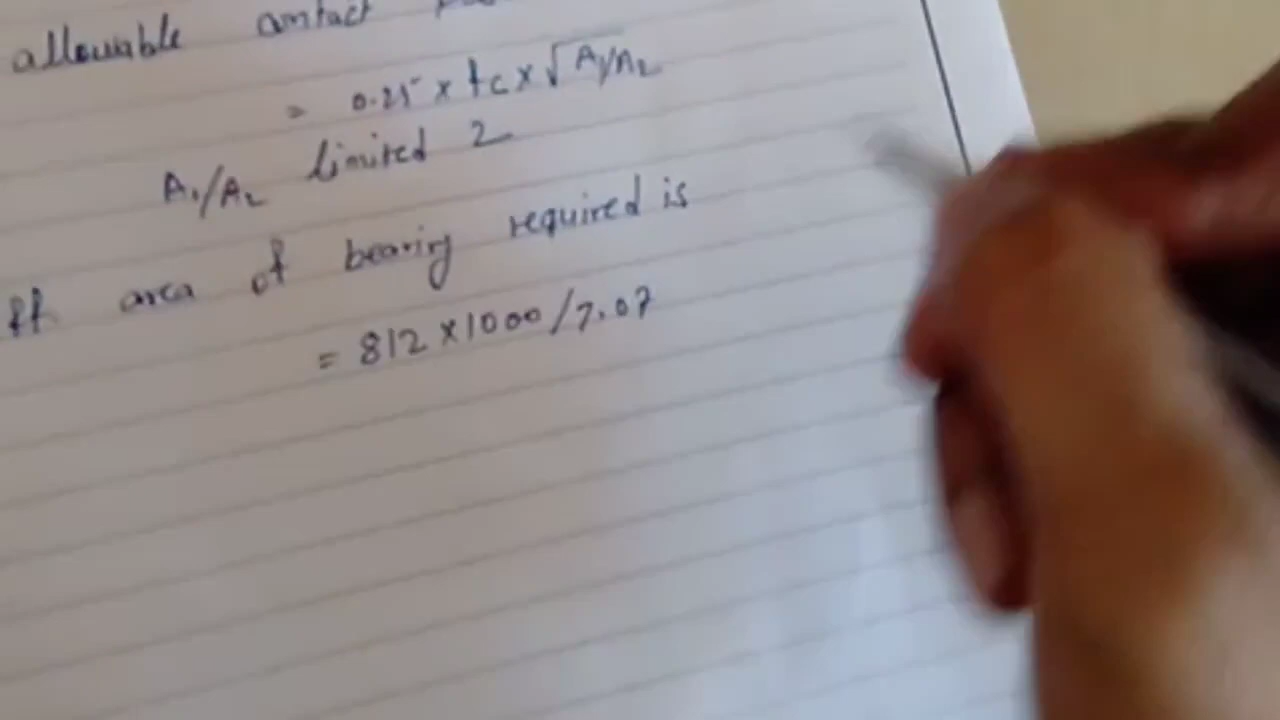 allowable contact
= 0.25 × fc × √A1/A2
A1/A2 limited 2
Eff. area of bearing required is
= 812 ×1000/7.07